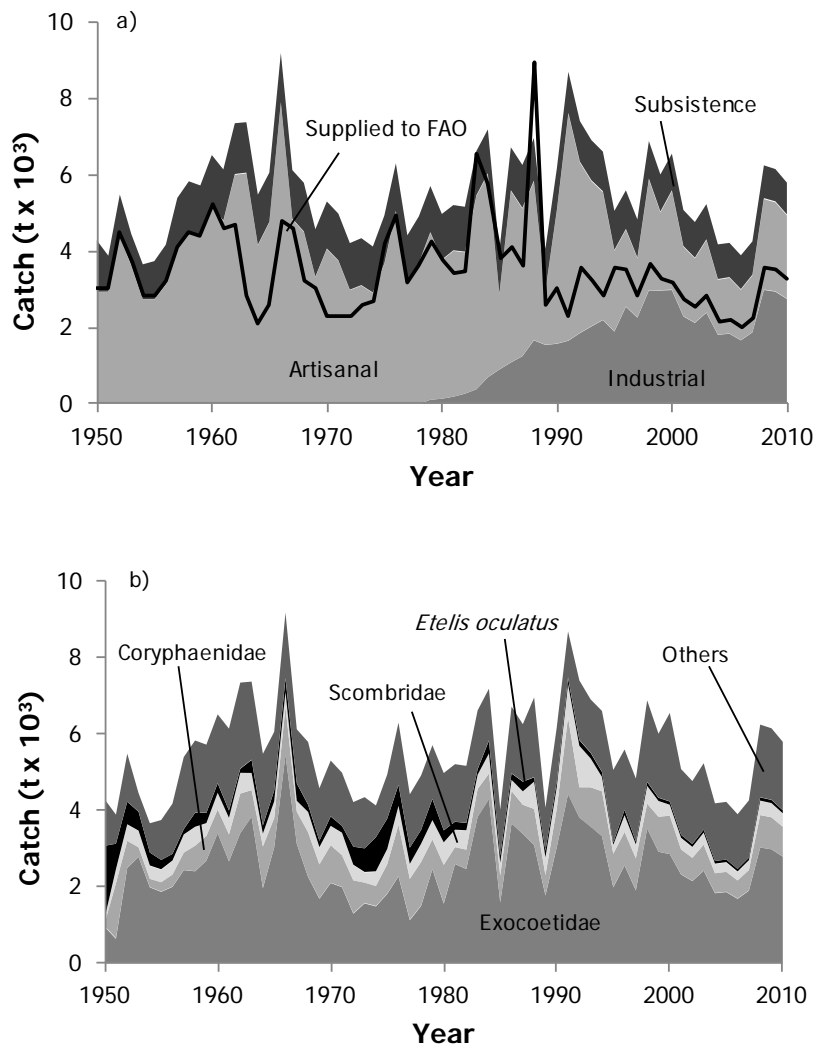 a)
10
8
6
4
2
0
Catch (t x 10³)
Supplied to FAO
Subsistence
Artisanal
Industrial
1950 1960 1970 1980 1990 2000 2010
Year
b)
10
8
6
4
2
0
Catch (t x 10³)
Coryphaenidae
Etelis oculatus
Scombridae
Others
Exocoetidae
1950 1960 1970 1980 1990 2000 2010
Year